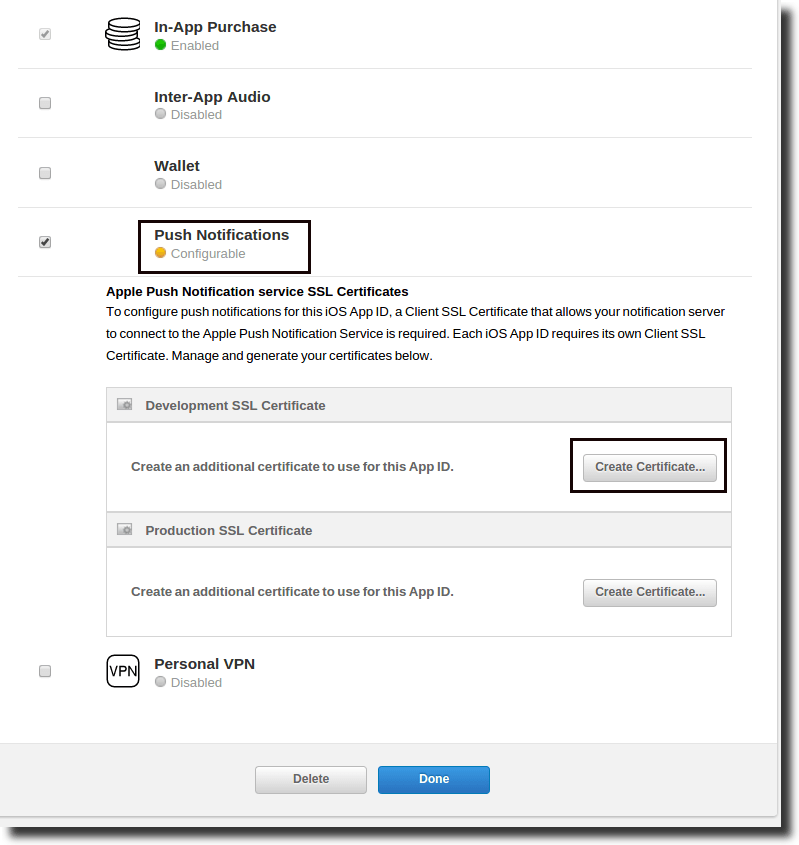 In-App Purchase
Enabled
Inter-App Audio
Disabled
Wallet
Disabled
Push Notifications
Configurable
Apple Push Notification service SSL Certificates
To configure push notifications for this iOS App ID, a Client SSL Certificate that allows your notification server
to connect to the Apple Push Notification Service is required. Each iOS App ID requires its own Client SSL
Certificate. Manage and generate your certificates below.
Development SSL Certificate
Create an additional certificate to use for this App ID.
Create Certificate...
Production SSL Certificate
Create an additional certificate to use for this App ID.
Create Certificate...
VPN
Personal VPN
Disabled
Delete
Done